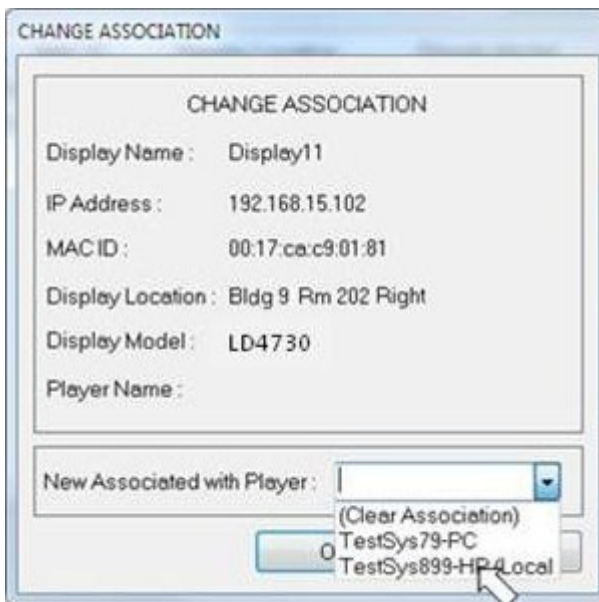 CHANGE ASSOCIATION
CHANGE ASSOCIATION
Display Name : Display11
IP Address : 192.168.15.102
MAC ID : 00:17:ca:c9:01:81
Display Location : Bldg 9 Rm 202 Right
Display Model : LD4730
Player Name :
New Associated with Player :
(Clear Association)
TestSys79-PC
TestSys899-HP/Local